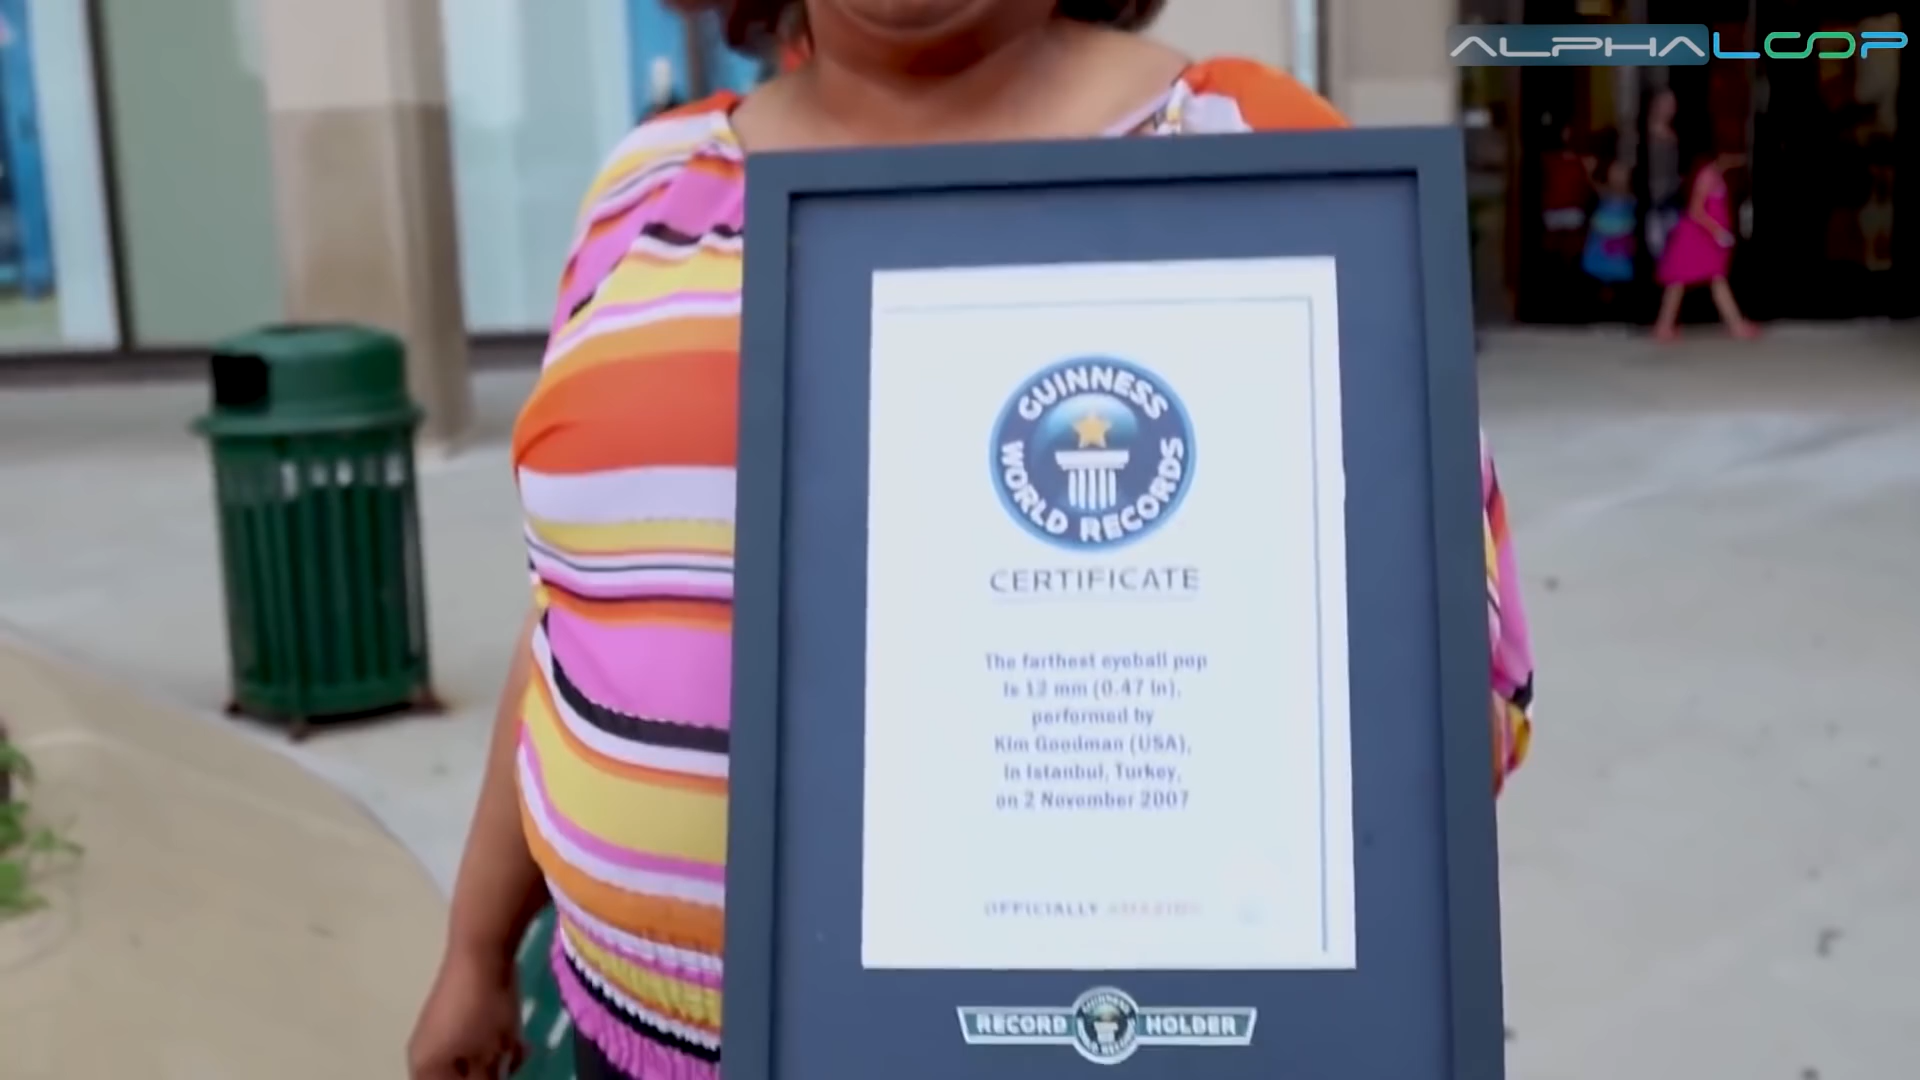 ALPHALOOP
GUINNESS
WORLD RECORDS
CERTIFICATE
The farthest eyeball pop
is 12 mm (0.47 in),
performed by
Kim Goodman (USA),
in Istanbul, Turkey,
on 2 November 2007
OFFICIALLY AMAZING
RECORD HOLDER